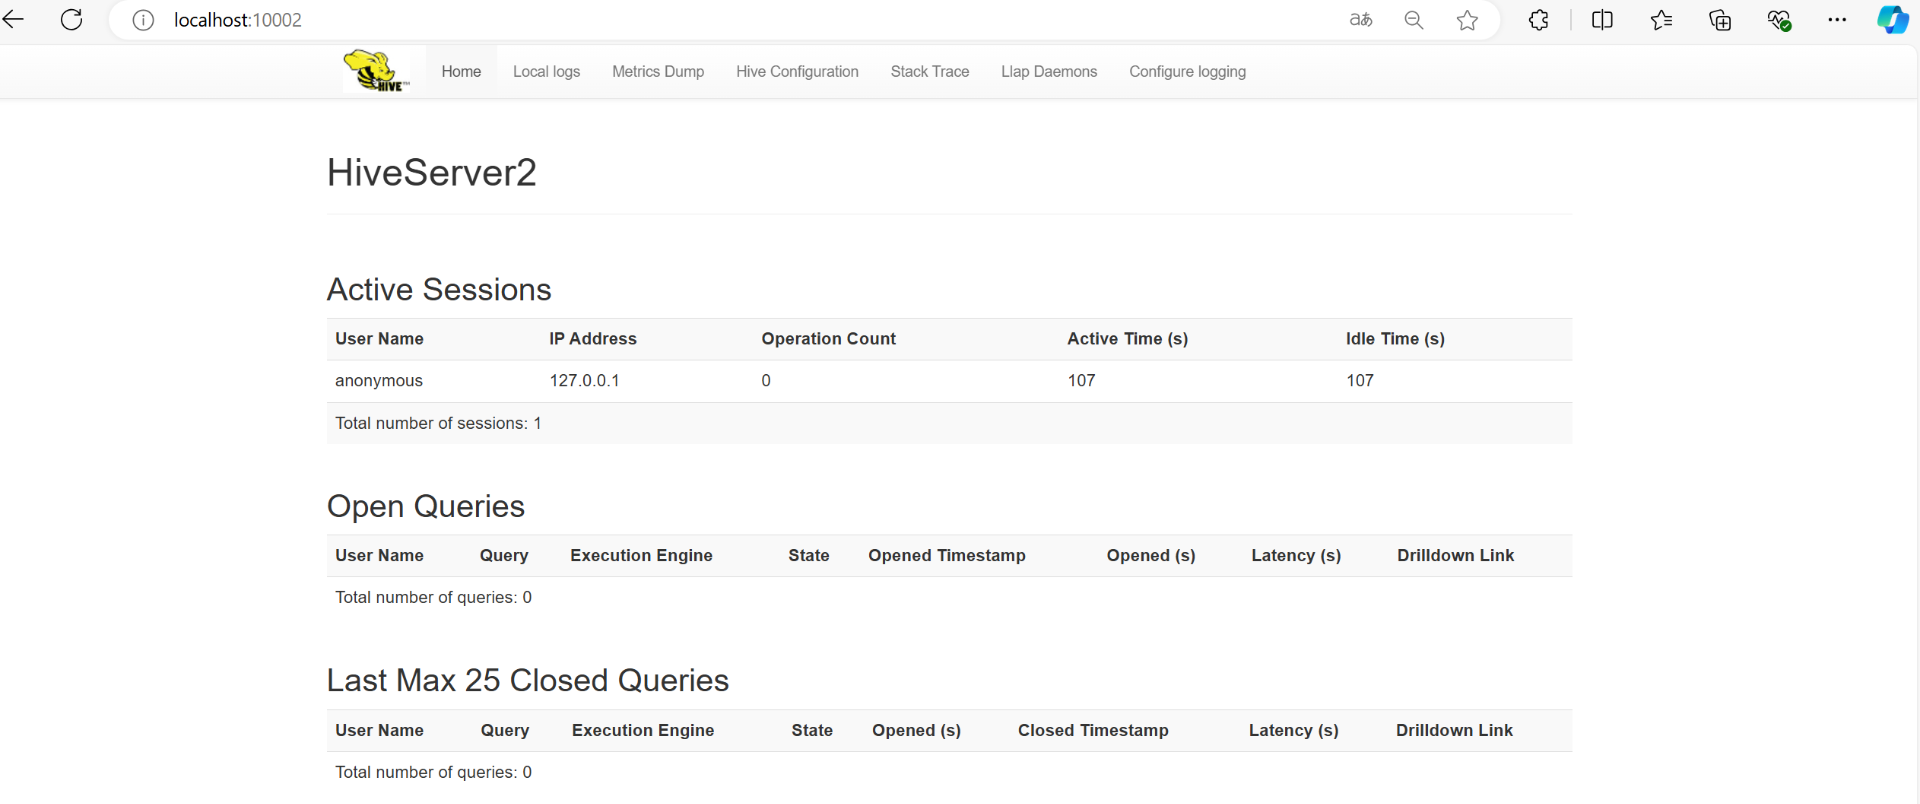 localhost:10002
aあ
HIVE™ Home Local logs Metrics Dump Hive Configuration Stack Trace Llap Daemons Configure logging
HiveServer2
Active Sessions
User Name IP Address Operation Count Active Time (s) Idle Time (s)
anonymous 127.0.0.1 0 107 107
Total number of sessions: 1
Open Queries
User Name Query Execution Engine State Opened Timestamp Opened (s) Latency (s) Drilldown Link
Total number of queries: 0
Last Max 25 Closed Queries
User Name Query Execution Engine State Opened (s) Closed Timestamp Latency (s) Drilldown Link
Total number of queries: 0